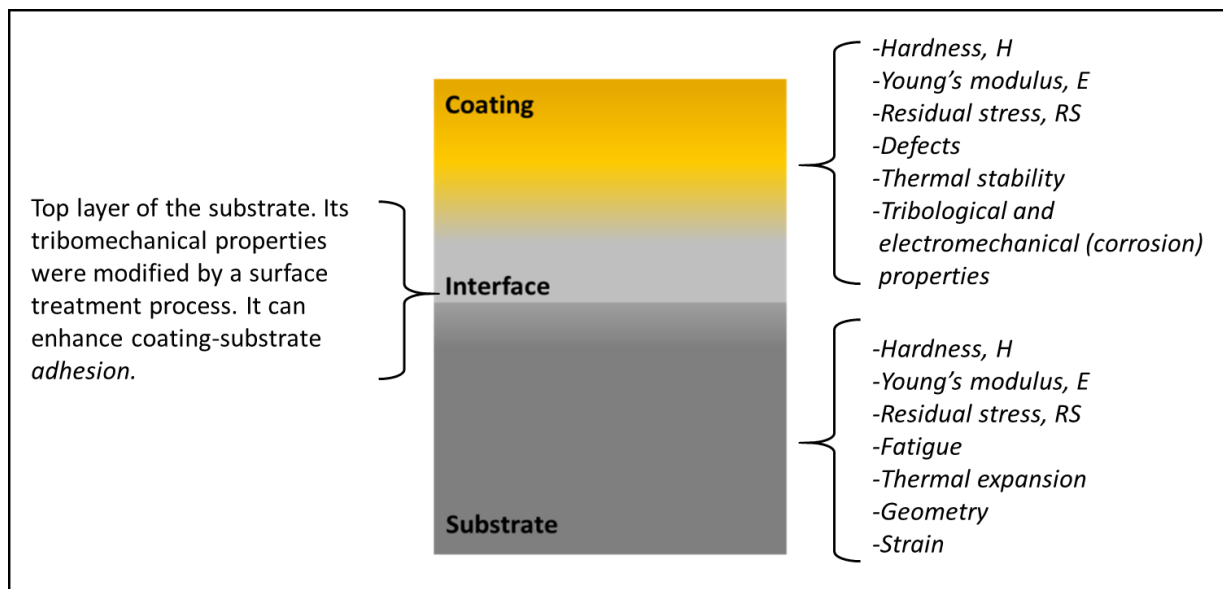 Top layer of the substrate. Its
tribomechanical properties
were modified by a surface
treatment process. It can
enhance coating-substrate
adhesion.
Coating
Interface
Substrate
-Hardness, H
-Young’s modulus, E
-Residual stress, RS
-Defects
-Thermal stability
-Tribological and
electromechanical (corrosion)
properties
-Hardness, H
-Young’s modulus, E
-Residual stress, RS
-Fatigue
-Thermal expansion
-Geometry
-Strain